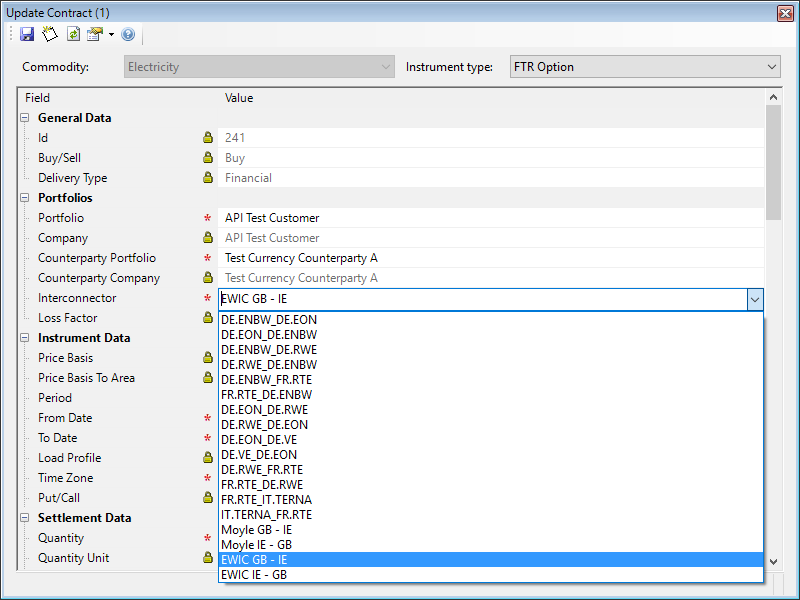 Update Contract (1)
Commodity: Electricity Instrument type: FTR Option
Field Value
General Data
Id 241
Buy/Sell Buy
Delivery Type Financial
Portfolios
Portfolio * API Test Customer
Company API Test Customer
Counterparty Portfolio * Test Currency Counterparty A
Counterparty Company Test Currency Counterparty A
Interconnector * EWIC GB - IE
Loss Factor
DE.ENBW_DE.EON
Instrument Data
DE.EON_DE.ENBW
DE.ENBW_DE.RWE
Price Basis
DE.RWE_DE.ENBW
Price Basis To Area
DE.ENBW_FR.RTE
Period
FR.RTE_DE.ENBW
From Date *
DE.EON_DE.RWE
DE.RWE_DE.EON
To Date *
DE.EON_DE.VE
Load Profile
DE.VE_DE.EON
DE.RWE_FR.RTE
Time Zone *
FR.RTE_DE.RWE
Put/Call
FR.RTE_IT.TERNA
Settlement Data
IT.TERNA_FR.RTE
Moyle GB - IE
Quantity *
Moyle IE - GB
Quantity Unit
EWIC GB - IE
EWIC IE - GB